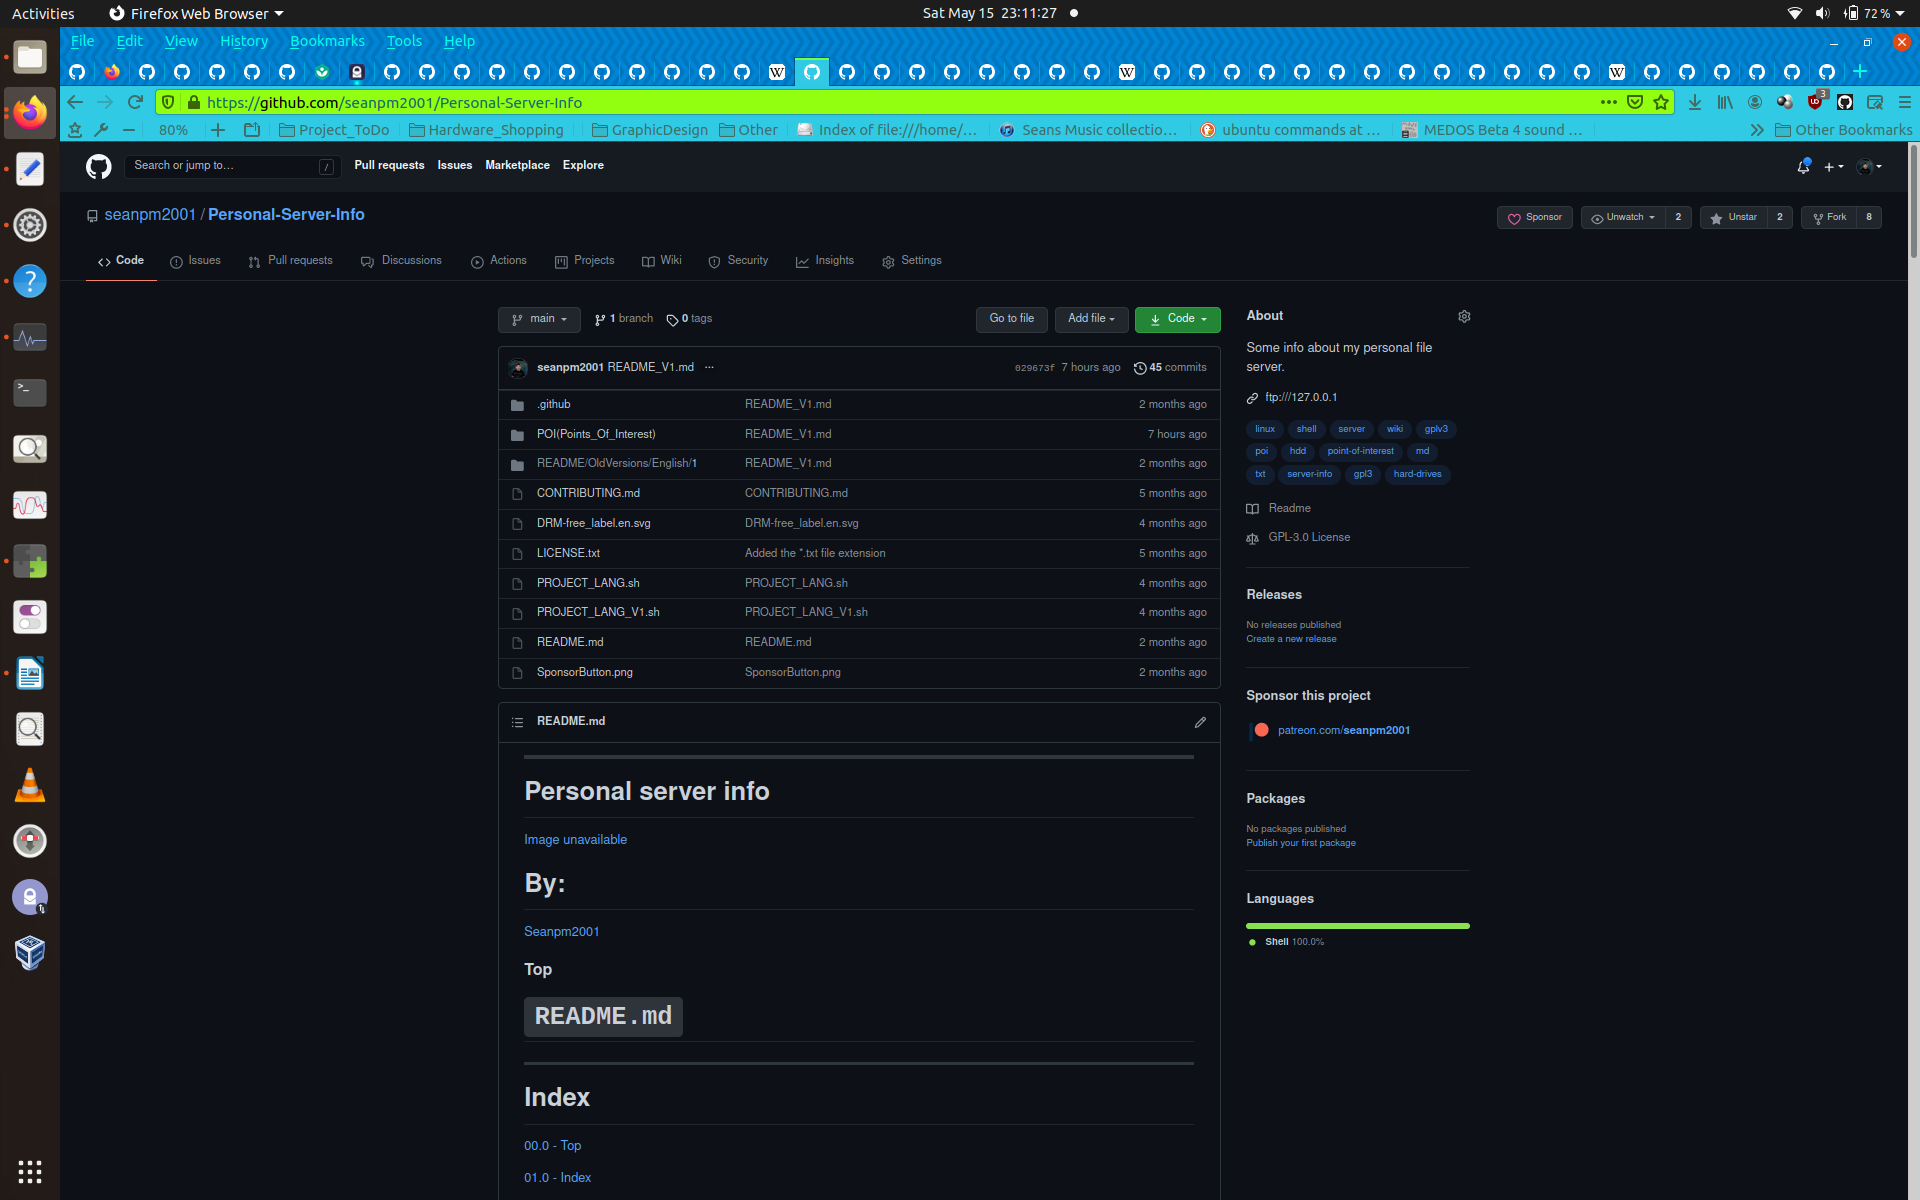 Activities Firefox Web Browser Sat May 15 23:11:27 72 %
File Edit View History Bookmarks Tools Help
https://github.com/seanpm2001/Personal-Server-Info 3
80% Project_ToDo Hardware_Shopping GraphicDesign Other Index of file:///home/... Seans Music collectio... ubuntu commands at ... MEDOS Beta 4 sound ... Other Bookmarks
Search or jump to... / Pull requests Issues Marketplace Explore
seanpm2001 / Personal-Server-Info Sponsor Unwatch 2 Unstar 2 Fork 8
Code Issues Pull requests Discussions Actions Projects Wiki Security Insights Settings
main 1 branch 0 tags Go to file Add file Code
seanpm2001 README_V1.md ... 029673f 7 hours ago 45 commits
.github README_V1.md 2 months ago
POI(Points_Of_Interest) README_V1.md 7 hours ago
README/OldVersions/English/1 README_V1.md 2 months ago
CONTRIBUTING.md CONTRIBUTING.md 5 months ago
DRM-free_label.en.svg DRM-free_label.en.svg 4 months ago
LICENSE.txt Added the *.txt file extension 5 months ago
PROJECT_LANG.sh PROJECT_LANG.sh 4 months ago
PROJECT_LANG_V1.sh PROJECT_LANG_V1.sh 4 months ago
README.md README.md 2 months ago
SponsorButton.png SponsorButton.png 2 months ago
README.md
Personal server info
Image unavailable
By:
Seanpm2001
Top
README.md
Index
00.0 - Top
01.0 - Index
About
Some info about my personal file
server.
ftp:///127.0.0.1
linux shell server wiki gplv3
poi hdd point-of-interest md
txt server-info gpl3 hard-drives
Readme
GPL-3.0 License
Releases
No releases published
Create a new release
Sponsor this project
patreon.com/seanpm2001
Packages
No packages published
Publish your first package
Languages
Shell 100.0%